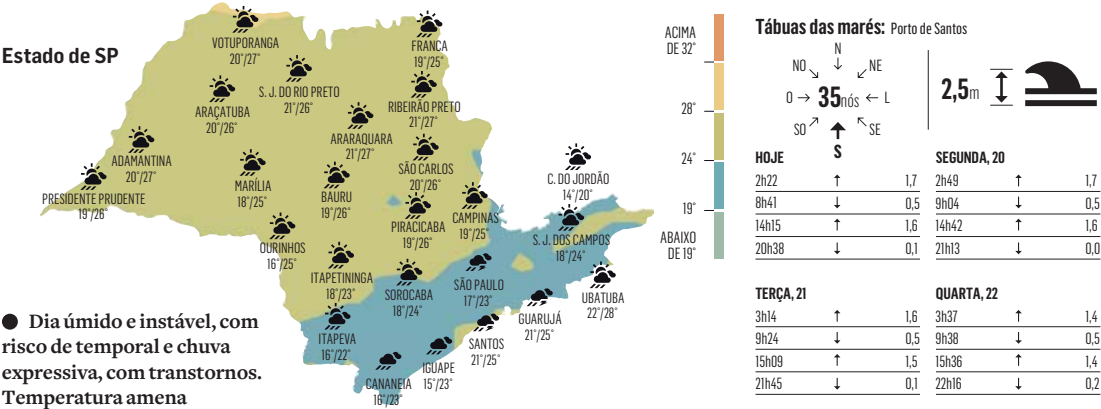 Estado de SP
VOTUPORANGA
20°/27°
FRANCA
19°/25°
S. J. DO RIO PRETO
21°/26°
ARAÇATUBA
20°/26°
RIBEIRÃO PRETO
21°/27°
ARARAQUARA
21°/27°
ADAMANTINA
20°/27°
SÃO CARLOS
20°/26°
MARÍLIA
18°/25°
BAURU
19°/26°
PRESIDENTE PRUDENTE
19°/26°
C. DO JORDÃO
14°/20°
CAMPINAS
19°/25°
PIRACICABA
19°/26°
S. J. DOS CAMPOS
18°/24°
OURINHOS
16°/25°
ITAPETININGA
18°/23°
SOROCABA
18°/24°
SÃO PAULO
17°/23°
UBATUBA
22°/28°
GUARUJÁ
21°/25°
ITAPEVA
16°/22°
SANTOS
21°/25°
IGUAPE
15°/23°
CANANEIA
16°/23°
Dia úmido e instável, com
risco de temporal e chuva
expressiva, com transtornos.
Temperatura amena
ACIMA
DE 32°
28°
24°
19°
ABAIXO
DE 19°
Tábuas das marés: Porto de Santos
N
NO NE
O 35nós L
SO SE
S
2,5m
HOJE
2h22 ↑ 1,7
8h41 ↓ 0,5
14h15 ↑ 1,6
20h38 ↓ 0,1
SEGUNDA, 20
2h49 ↑ 1,7
9h04 ↓ 0,5
14h42 ↑ 1,6
21h13 ↓ 0,0
TERÇA, 21
3h14 ↑ 1,6
9h24 ↓ 0,5
15h09 ↑ 1,5
21h45 ↓ 0,1
QUARTA, 22
3h37 ↑ 1,4
9h38 ↓ 0,5
15h36 ↑ 1,4
22h16 ↓ 0,2